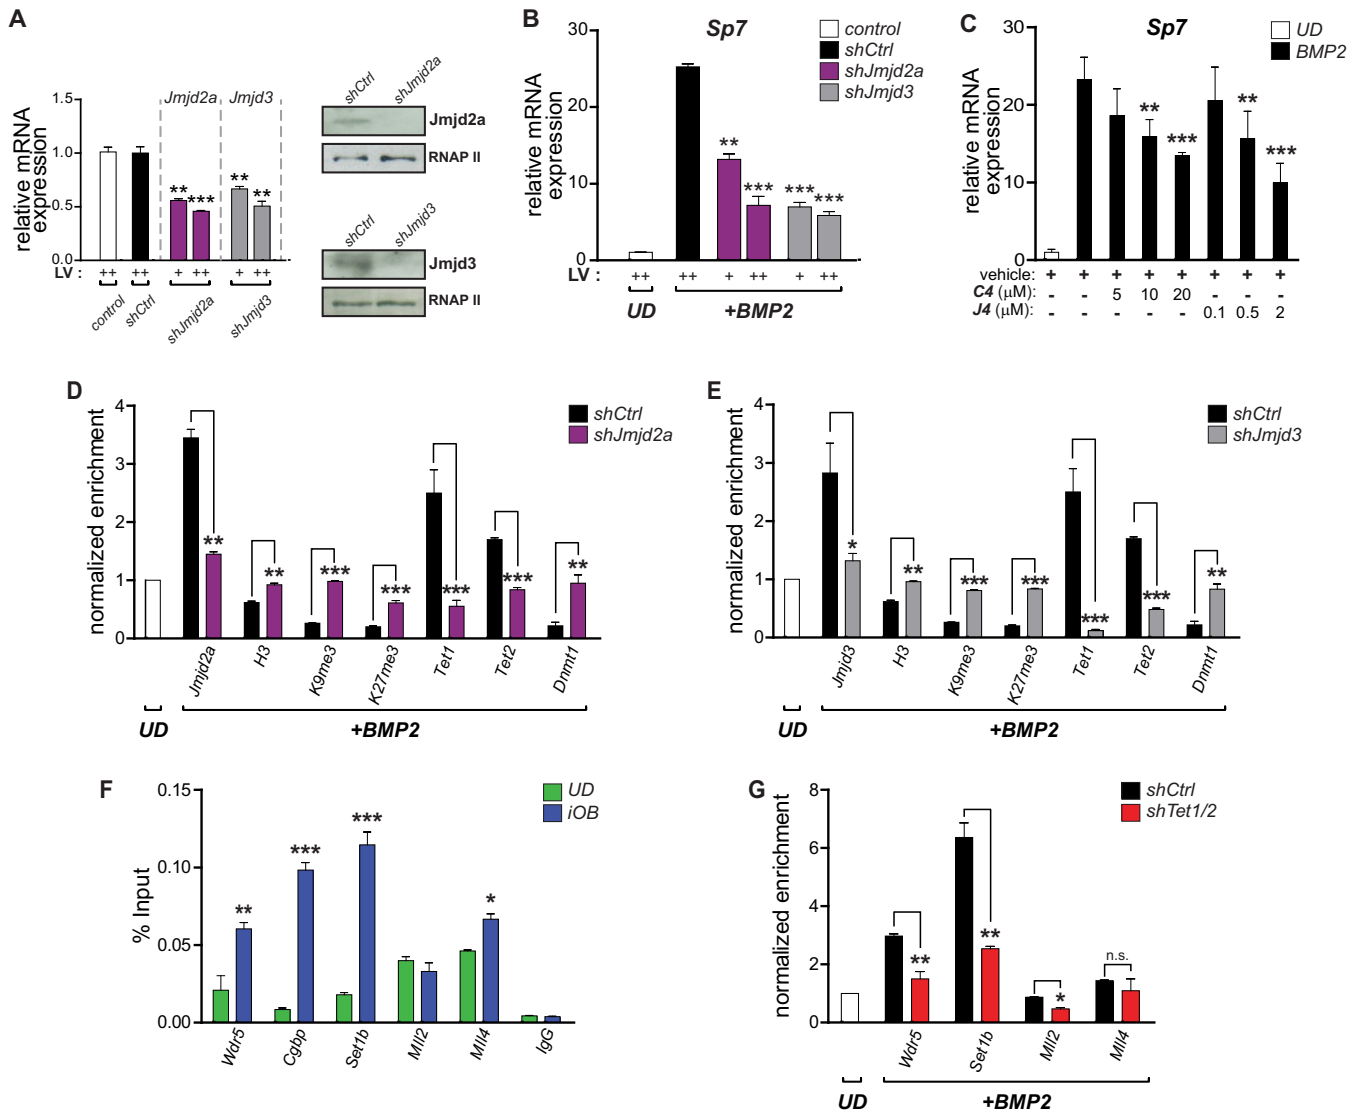 A
relative mRNA
expression
1.5
1.0
0.5
0.0
Jmjd2a
Jmjd3
** *** ** **
LV : ++ ++ + ++ + ++
control
shCtrl
shJmjd2a
shJmjd3
shCtrl
shJmjd2a
Jmjd2a
RNAP II
shCtrl
shJmjd3
Jmjd3
RNAP II
B
Sp7
control
shCtrl
shJmjd2a
shJmjd3
relative mRNA
expression
30
20
10
0
** *** *** ***
LV : ++ ++ + ++ + ++
UD +BMP2
C
Sp7
UD
BMP2
relative mRNA
expression
30
20
10
0
** *** ** ***
vehicle: + + + + + + + +
C4 (µM): - - 5 10 20 - - -
J4 (µM): - - - - - 0.1 0.5 2
D
shCtrl
shJmjd2a
normalized enrichment
4
3
2
1
0
** ** *** *** *** *** **
Jmjd2a
H3
K9me3
K27me3
Tet1
Tet2
Dnmt1
UD +BMP2
E
shCtrl
shJmjd3
normalized enrichment
4
3
2
1
0
* ** *** *** *** *** **
Jmjd3
H3
K9me3
K27me3
Tet1
Tet2
Dnmt1
UD +BMP2
F
UD
iOB
% Input
0.15
0.10
0.05
0.00
** *** *** *
Wdr5
Cgbp
Set1b
Mll2
Mll4
IgG
G
shCtrl
shTet1/2
normalized enrichment
8
6
4
2
0
** ** * n.s.
Wdr5
Set1b
Mll2
Mll4
UD +BMP2